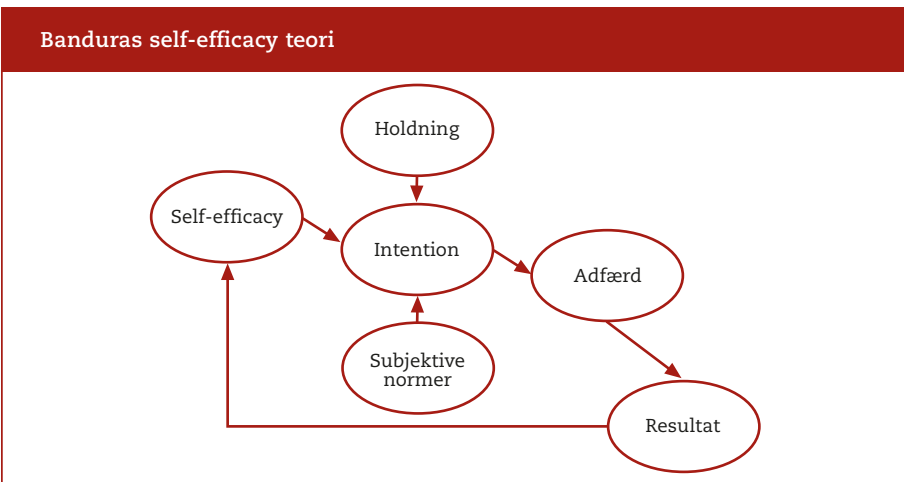 Banduras self-efficacy teori
Holdning
Self-efficacy
Intention
Adfærd
Subjektive
normer
Resultat